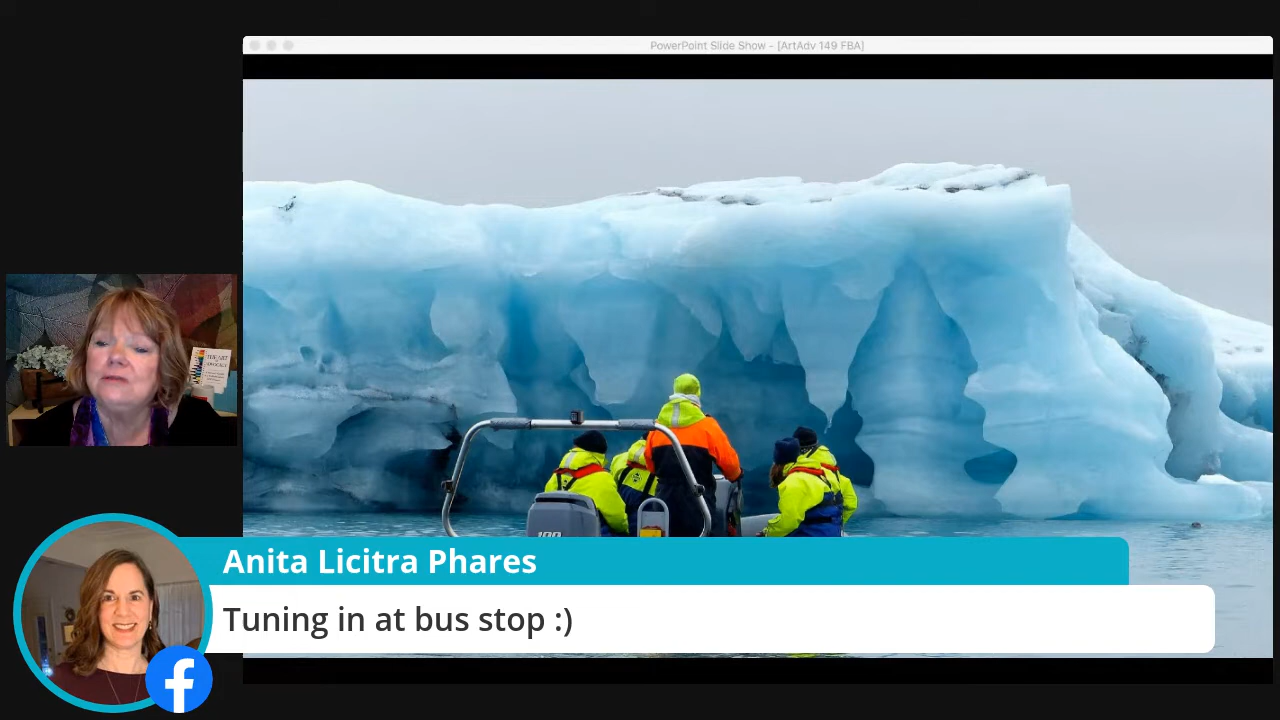 PowerPoint Slide Show - [ArtAdv 149 FBA]
Anita Licitra Phares
Tuning in at bus stop :)